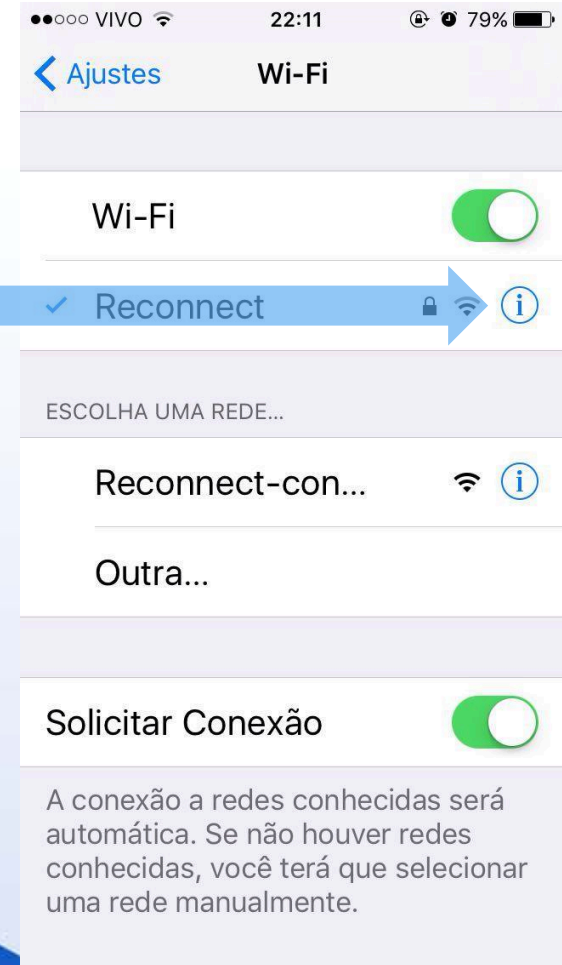 VIVO 22:11 79%
Ajustes Wi-Fi
Wi-Fi
Reconnect
ESCOLHA UMA REDE...
Reconnect-con...
Outra...
Solicitar Conexão
A conexão a redes conhecidas será
automática. Se não houver redes
conhecidas, você terá que selecionar
uma rede manualmente.